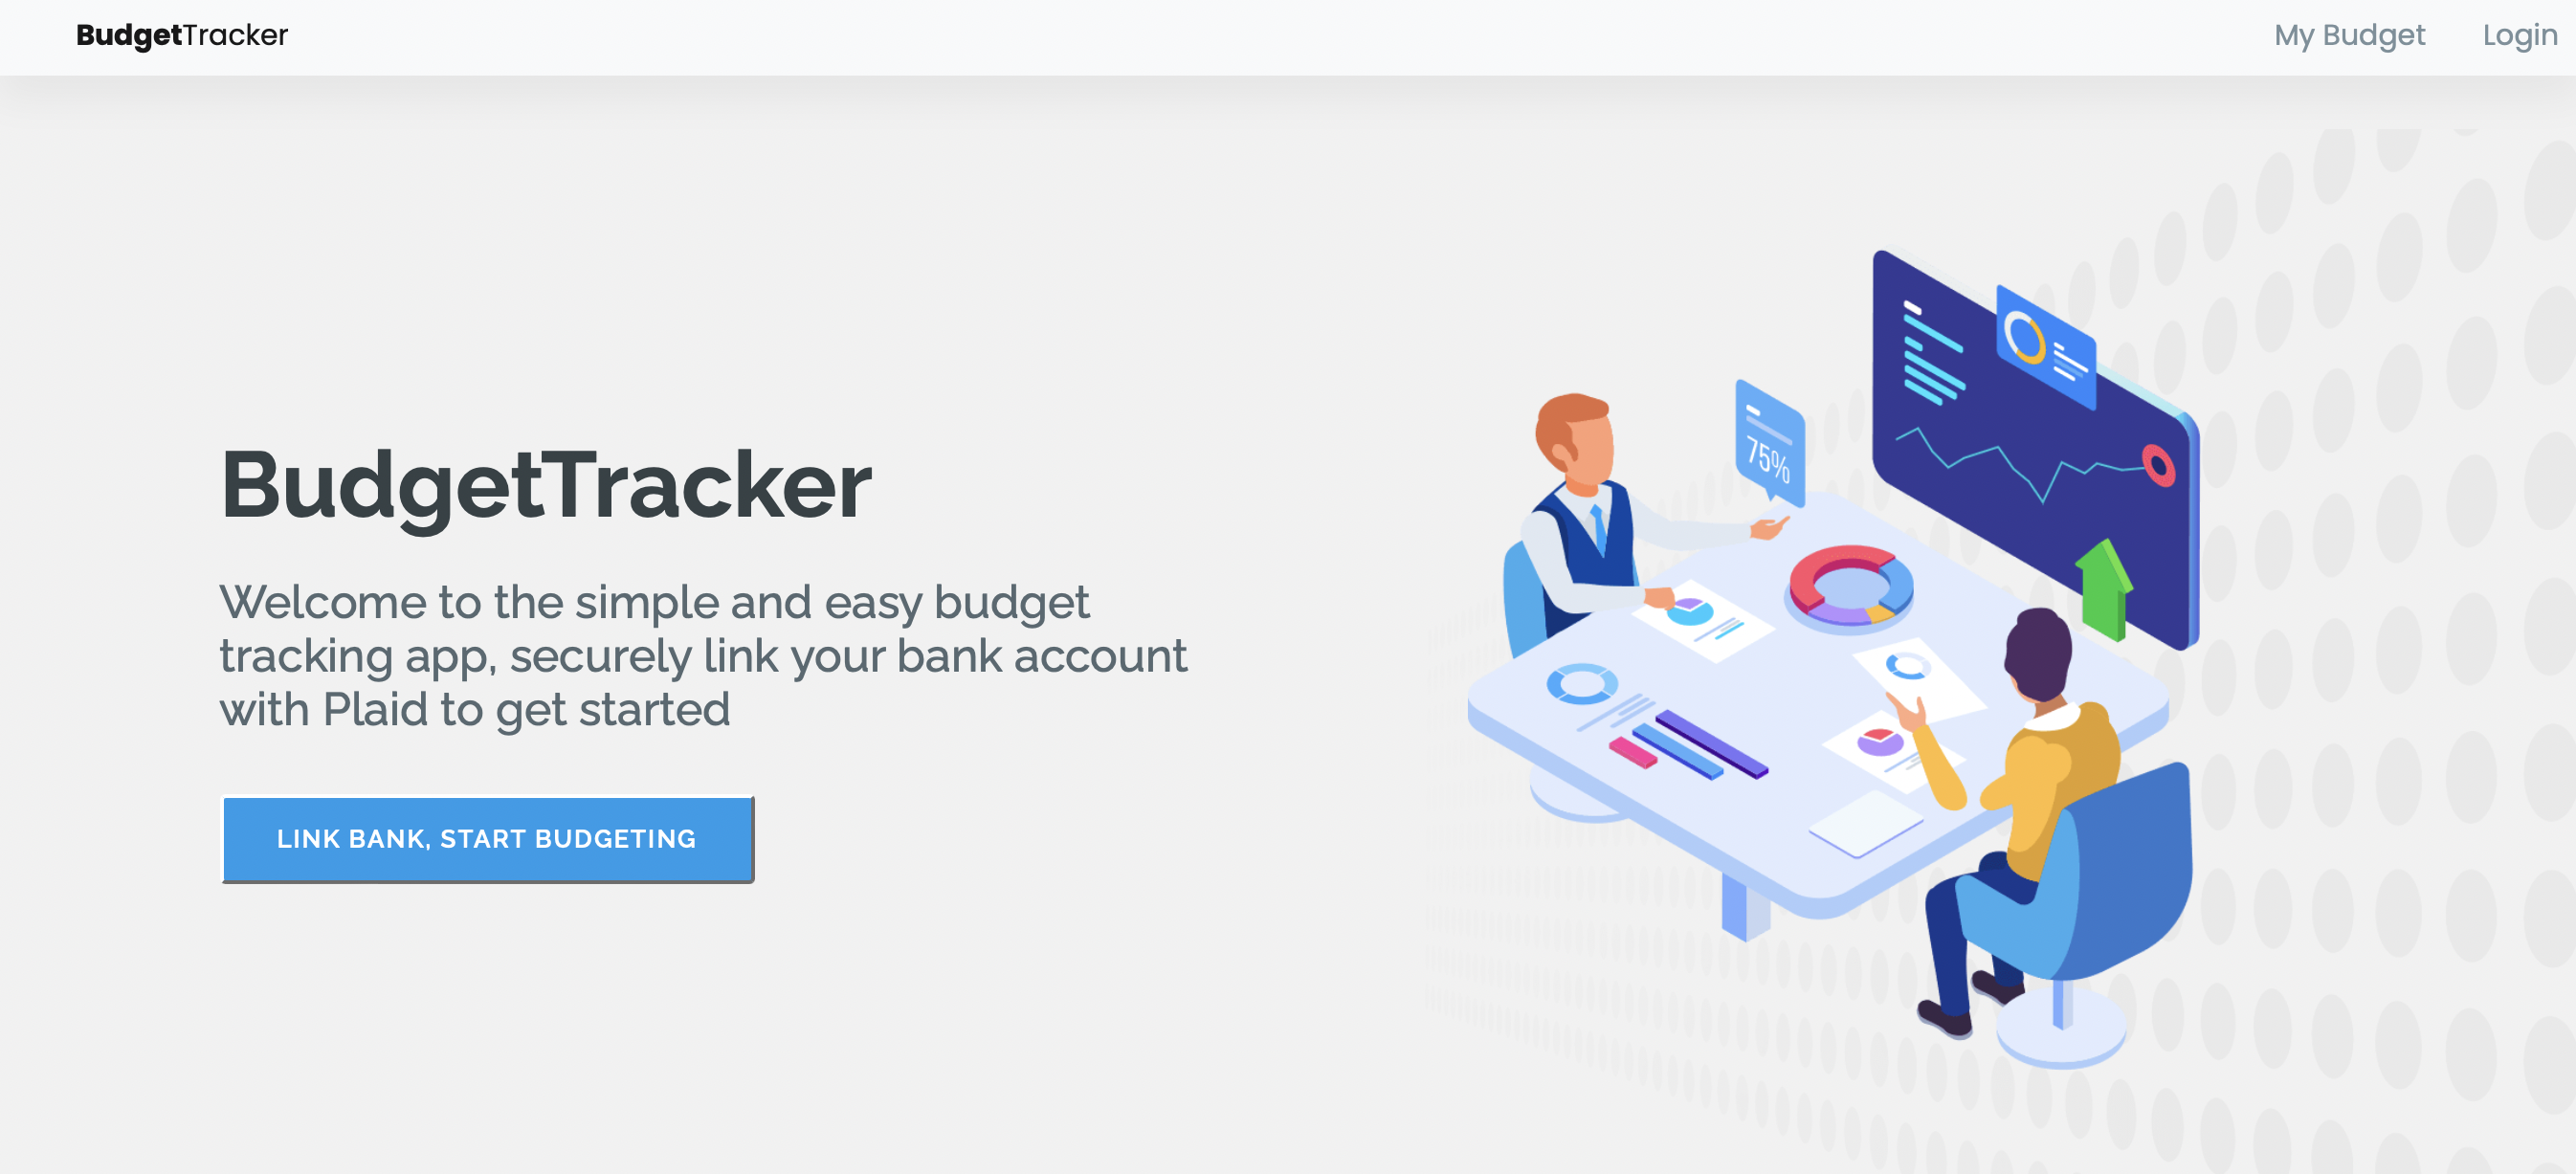 BudgetTracker
My Budget
Login
BudgetTracker
Welcome to the simple and easy budget
tracking app, securely link your bank account
with Plaid to get started
LINK BANK, START BUDGETING
75%